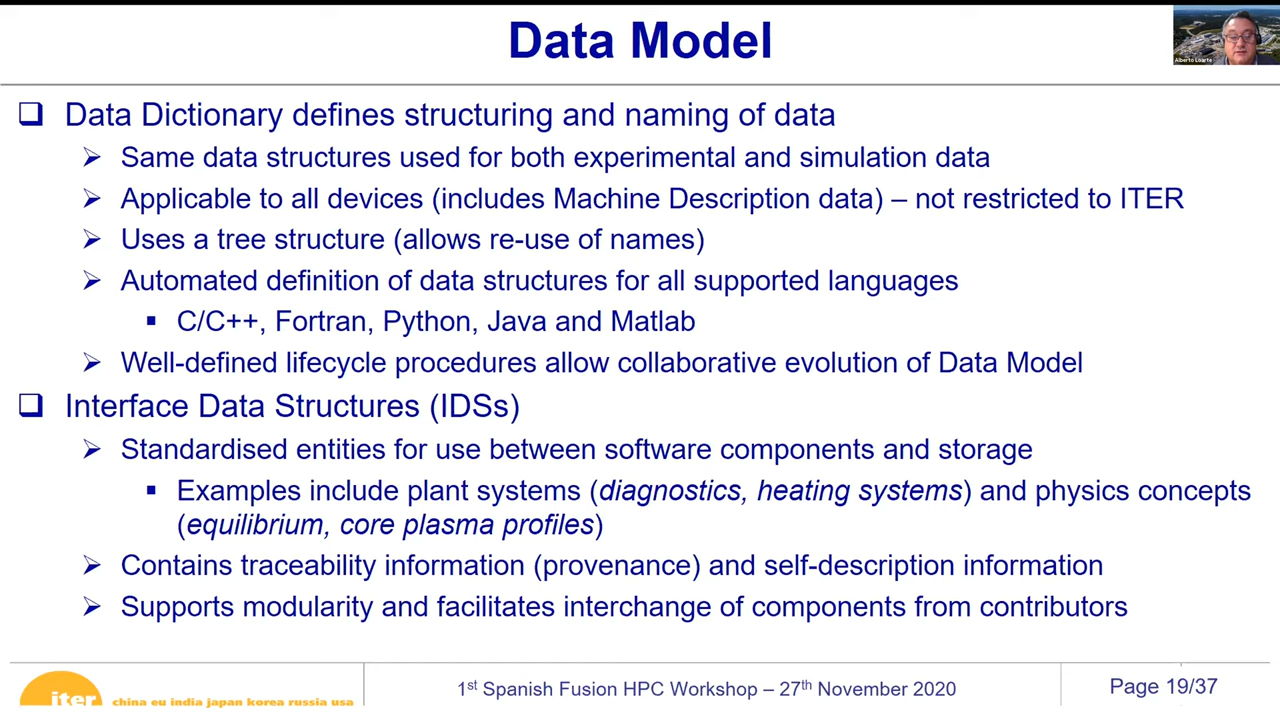 Data Model
Alberto Loarte
❑ Data Dictionary defines structuring and naming of data
➢ Same data structures used for both experimental and simulation data
➢ Applicable to all devices (includes Machine Description data) – not restricted to ITER
➢ Uses a tree structure (allows re-use of names)
➢ Automated definition of data structures for all supported languages
▪ C/C++, Fortran, Python, Java and Matlab
➢ Well-defined lifecycle procedures allow collaborative evolution of Data Model
❑ Interface Data Structures (IDSs)
➢ Standardised entities for use between software components and storage
▪ Examples include plant systems (diagnostics, heating systems) and physics concepts
(equilibrium, core plasma profiles)
➢ Contains traceability information (provenance) and self-description information
➢ Supports modularity and facilitates interchange of components from contributors
iter
china eu india japan korea russia usa
1st Spanish Fusion HPC Workshop – 27th November 2020
Page 19/37